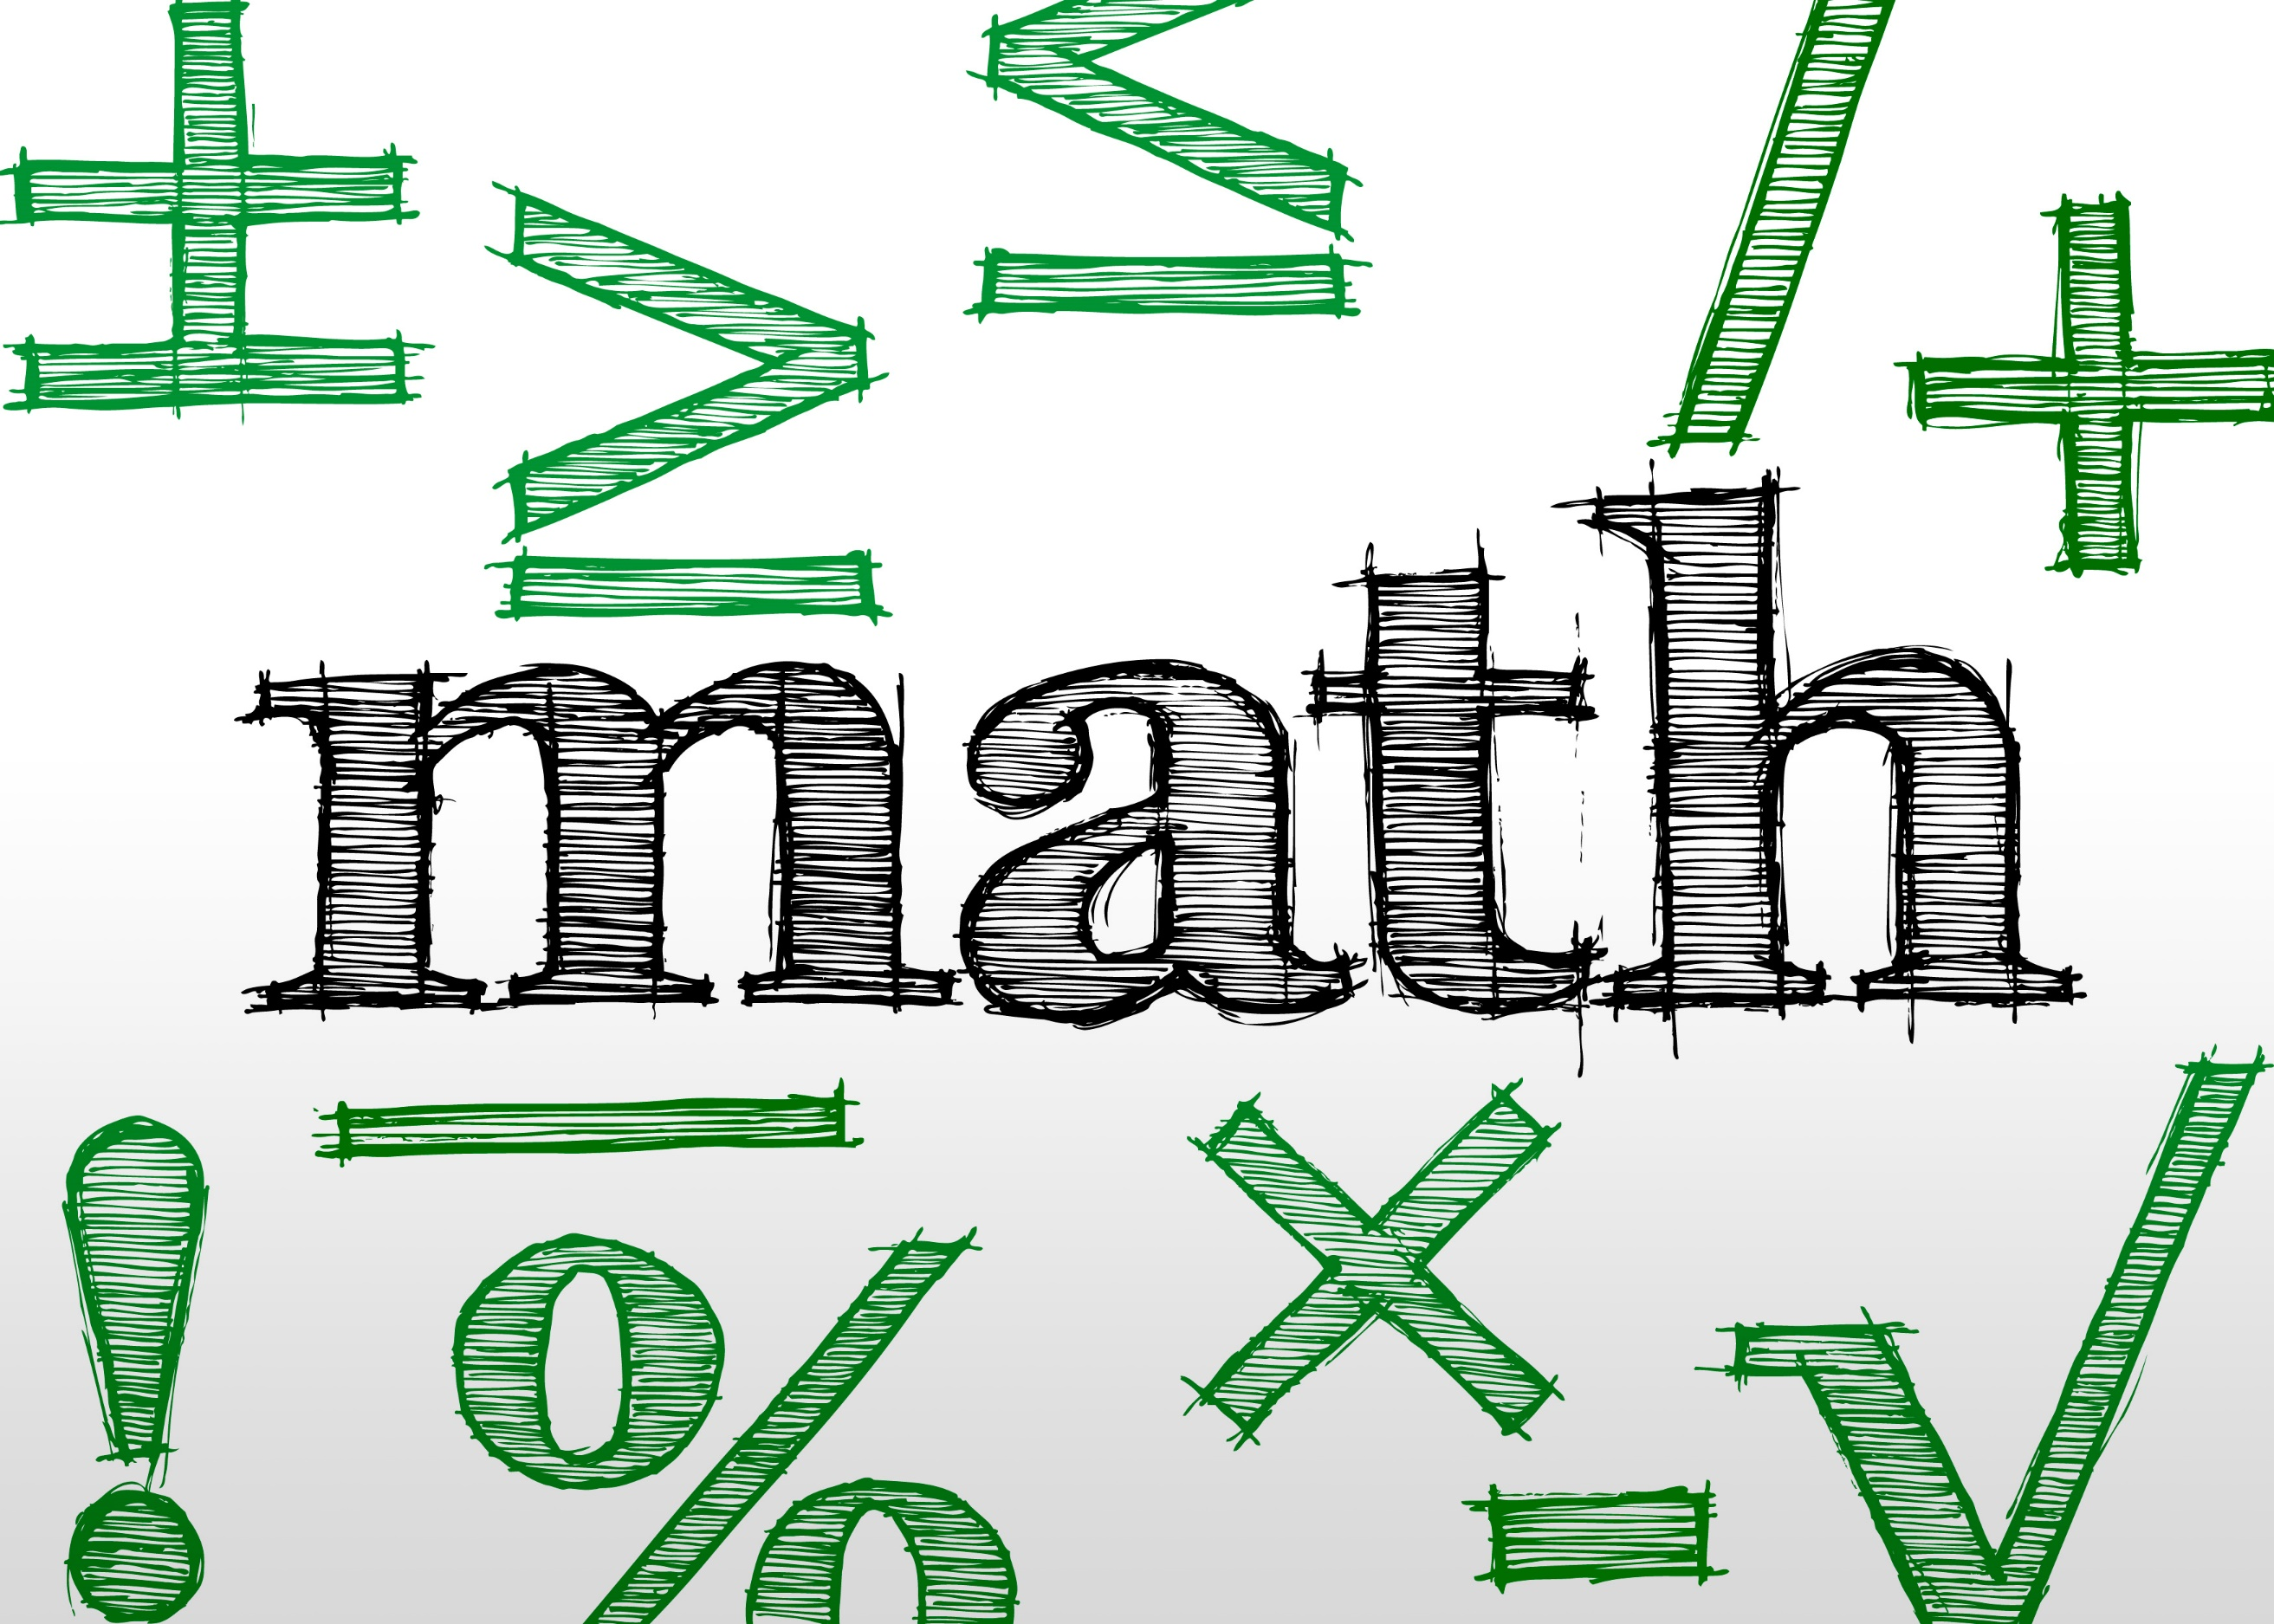 ± ≥ ≤ / +
math
! − % × - √